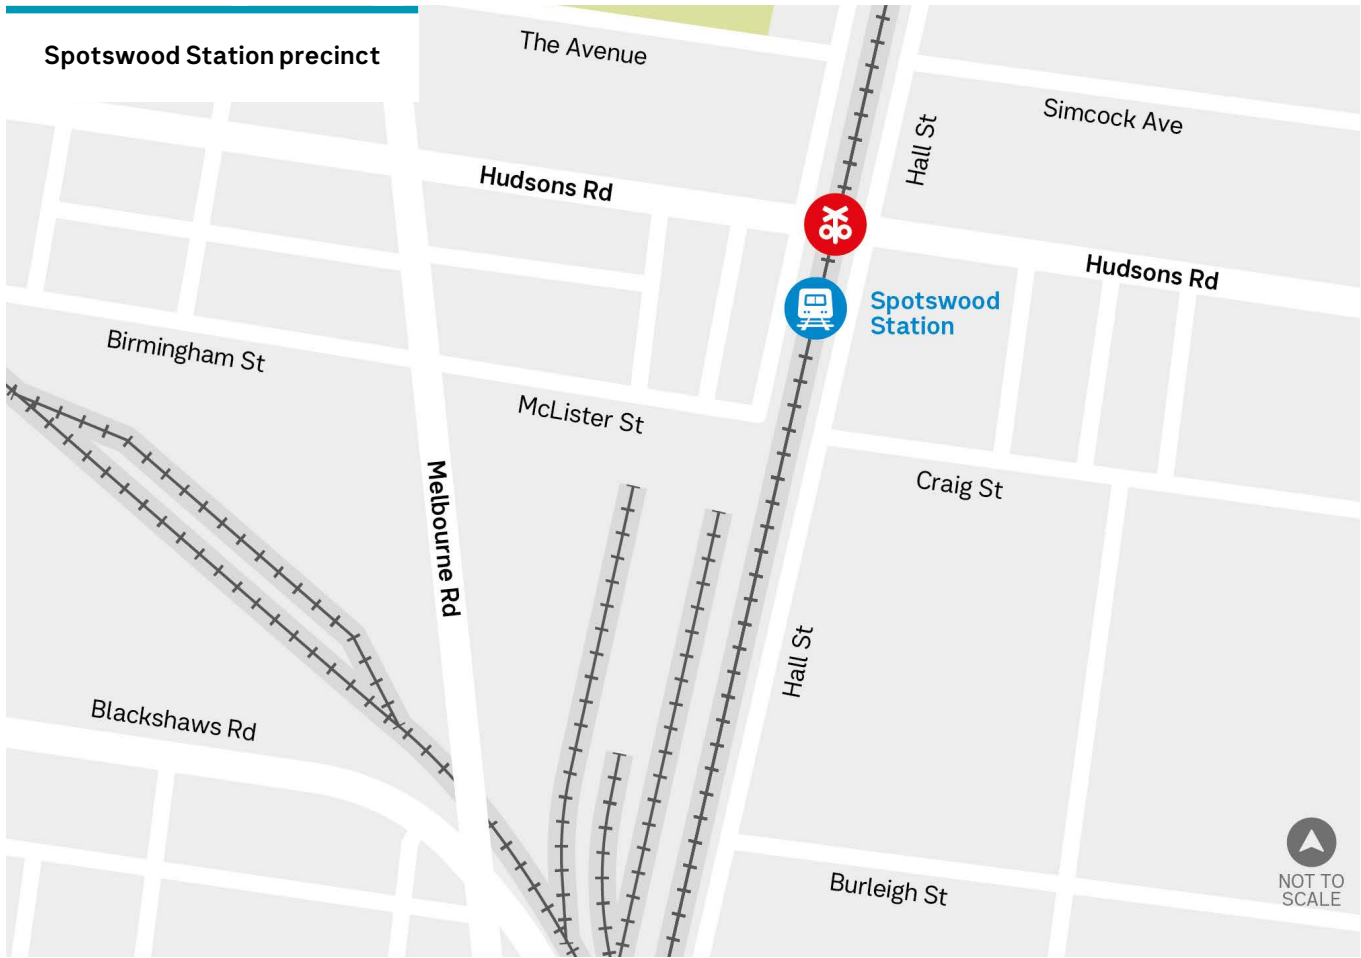 Spotswood Station precinct
The Avenue
Simcock Ave
Hall St
Hudsons Rd
Hudsons Rd
Spotswood
Station
Birmingham St
McLister St
Craig St
Melbourne Rd
Hall St
Blackshaws Rd
Burleigh St
NOT TO
SCALE